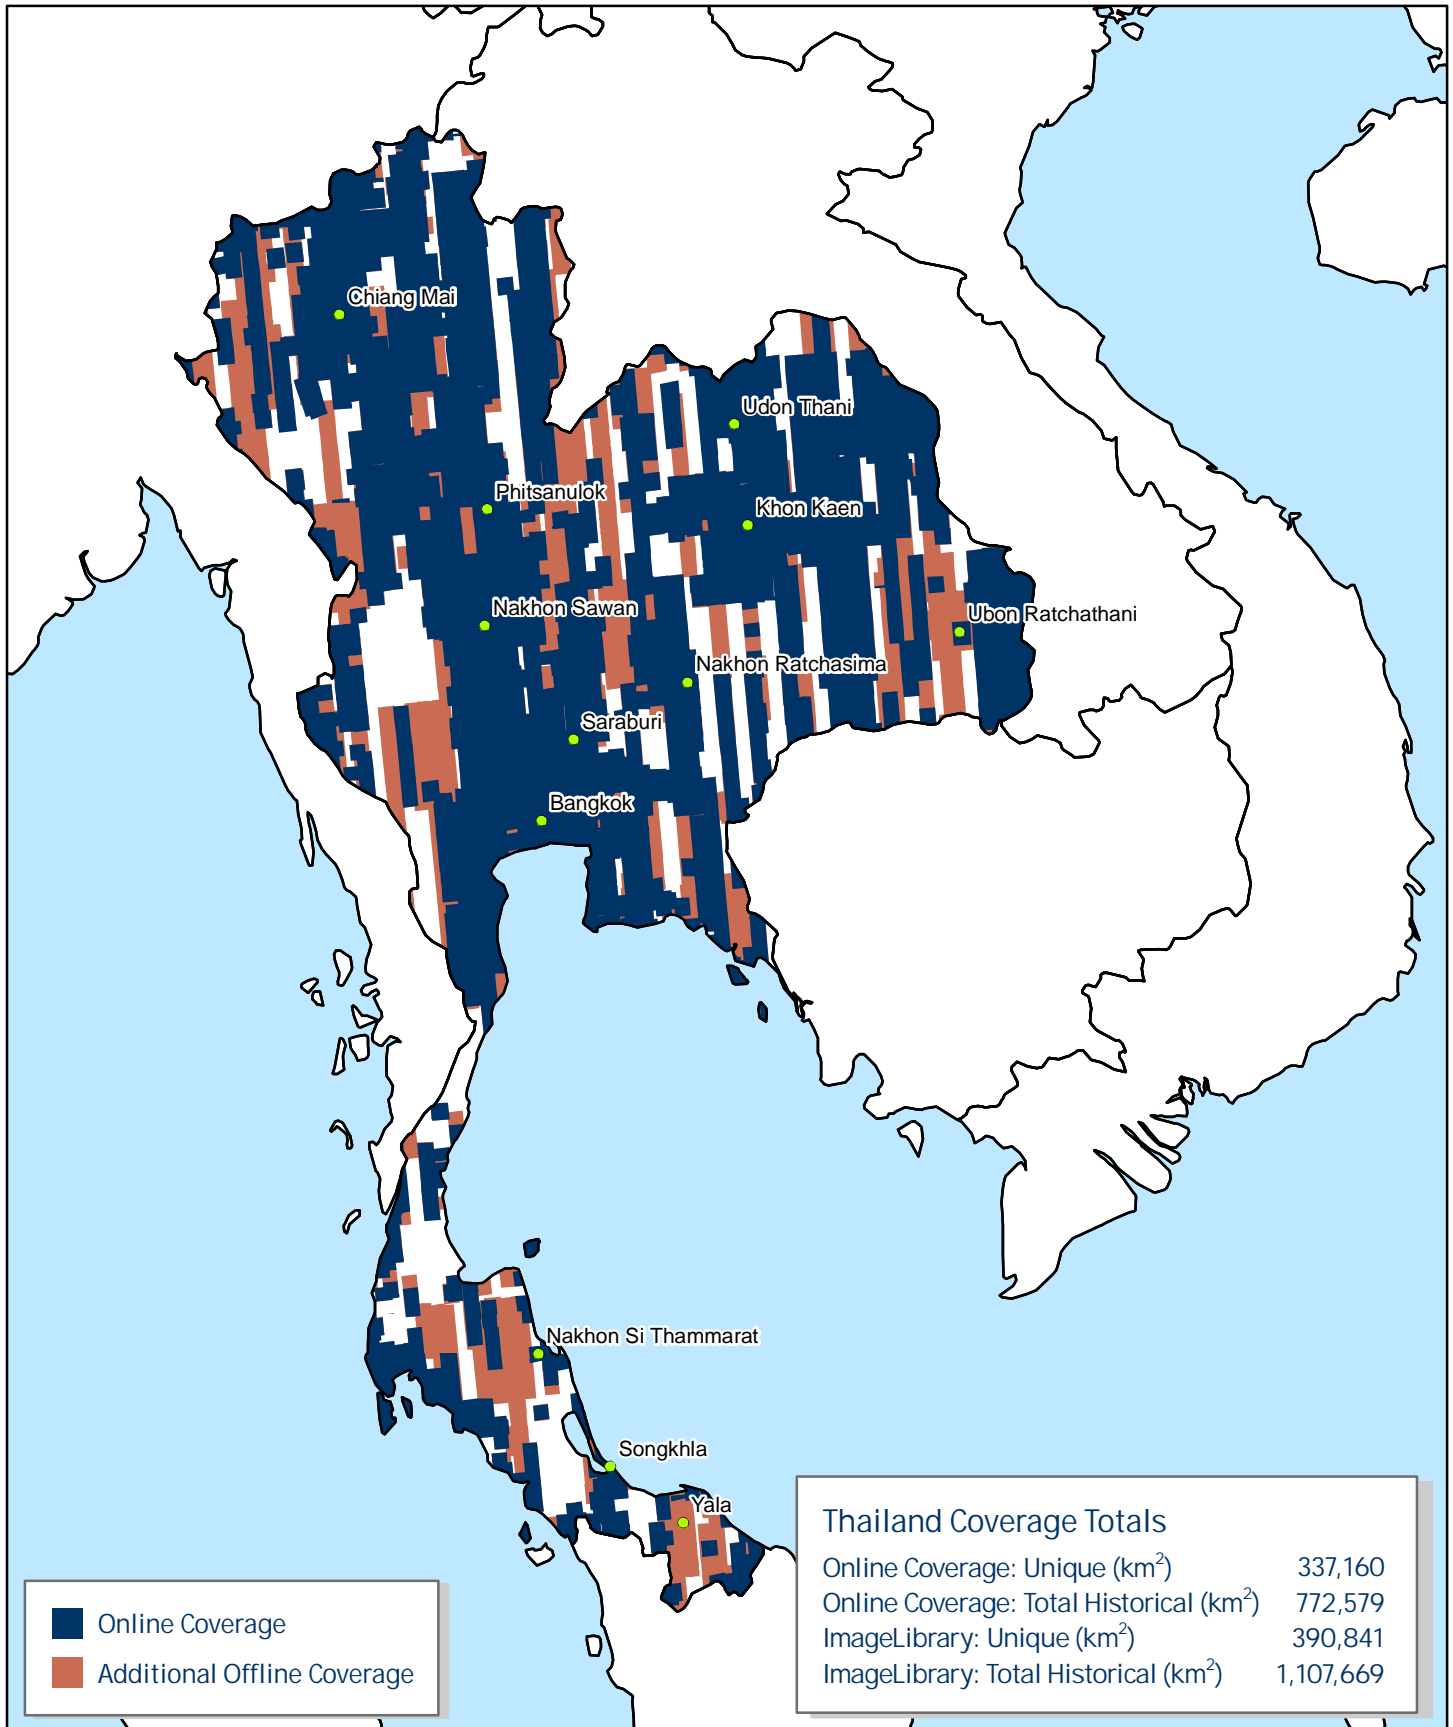 Chiang Mai
Udon Thani
Phitsanulok
Khon Kaen
Nakhon Sawan
Ubon Ratchathani
Nakhon Ratchasima
Saraburi
Bangkok
Nakhon Si Thammarat
Songkhla
Yala
Thailand Coverage Totals
Online Coverage: Unique (km²) 337,160
Online Coverage: Total Historical (km²) 772,579
ImageLibrary: Unique (km²) 390,841
ImageLibrary: Total Historical (km²) 1,107,669
Online Coverage
Additional Offline Coverage